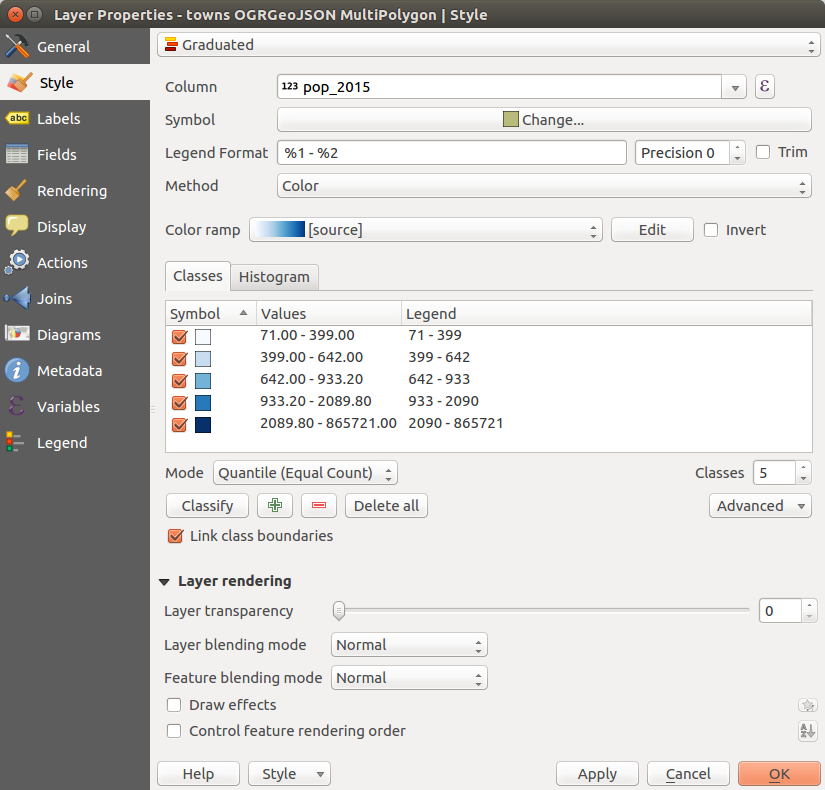 Layer Properties - towns OGRGeoJSON MultiPolygon | Style
General
Style
abc Labels
Fields
Rendering
Display
Actions
Joins
Diagrams
i Metadata
ε Variables
Legend
Graduated
Column 123 pop_2015 ε
Symbol Change...
Legend Format %1 - %2 Precision 0 Trim
Method Color
Color ramp [source] Edit Invert
Classes Histogram
Symbol Values Legend
71.00 - 399.00 71 - 399
399.00 - 642.00 399 - 642
642.00 - 933.20 642 - 933
933.20 - 2089.80 933 - 2090
2089.80 - 865721.00 2090 - 865721
Mode Quantile (Equal Count) Classes 5
Classify Delete all Advanced
Link class boundaries
Layer rendering
Layer transparency 0
Layer blending mode Normal
Feature blending mode Normal
Draw effects
Control feature rendering order AZ
Help Style Apply Cancel OK